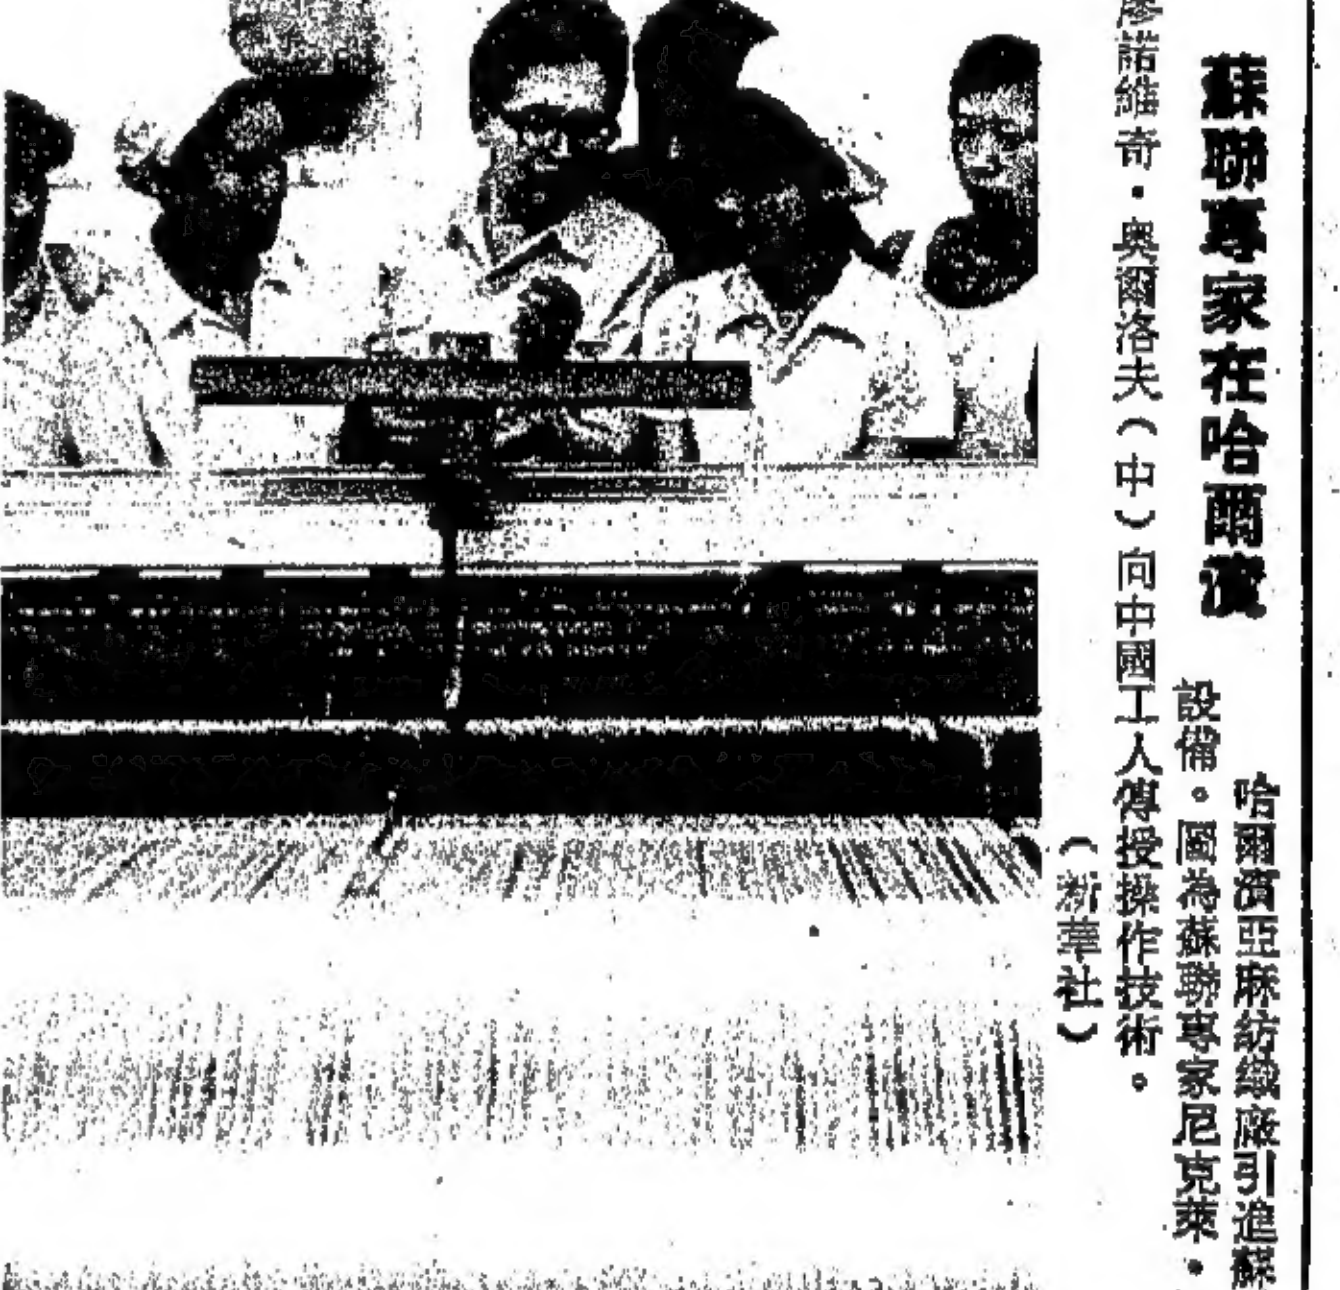 蘇聯專家在哈爾濱
哈爾濱亞麻紡織廠引進蘇
設備。圖為蘇聯專家尼克萊·
廖諾維奇·奥爾洛夫(中)向中國工人傳授操作技術。
(新華社)